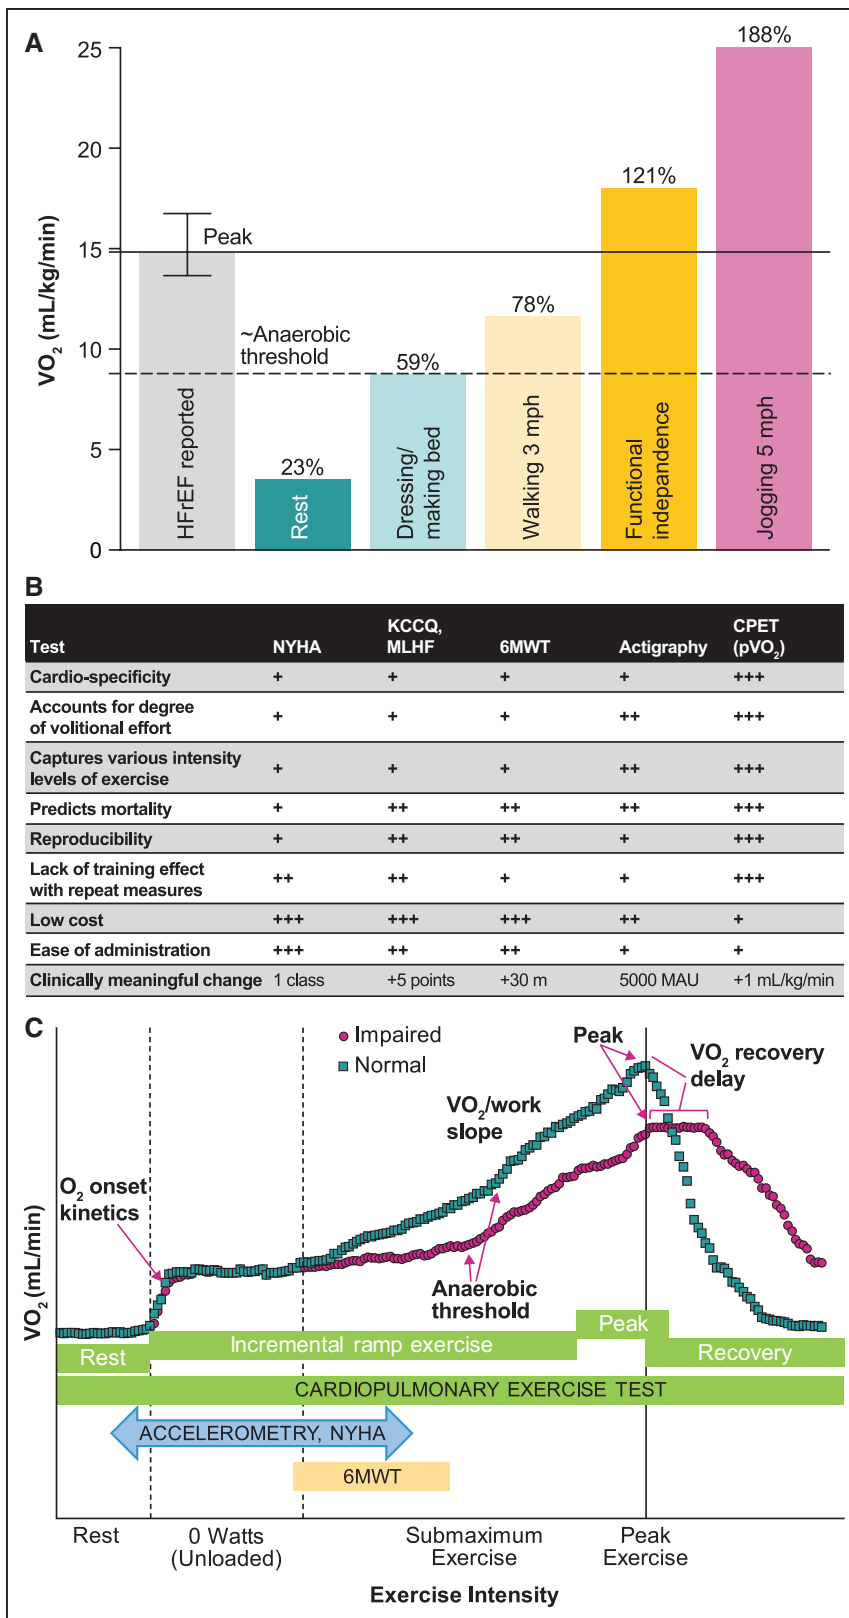 A
25
20
15
10
5
0
VO2 (mL/kg/min)
Peak
~Anaerobic
threshold
HFrEF reported
23%
Rest
59%
Dressing/
making bed
78%
Walking 3 mph
121%
Functional
independence
188%
Jogging 5 mph
B
Test NYHA KCCQ, MLHF 6MWT Actigraphy CPET (pVO2)
Cardio-specificity + + + + +++
Accounts for degree of volitional effort + + + ++ +++
Captures various intensity levels of exercise + + + ++ +++
Predicts mortality + ++ ++ ++ +++
Reproducibility + ++ ++ + +++
Lack of training effect with repeat measures ++ ++ + + +++
Low cost +++ +++ +++ ++ +
Ease of administration +++ ++ ++ + +
Clinically meaningful change 1 class +5 points +30 m 5000 MAU +1 mL/kg/min
C
Impaired
Normal
Peak
VO2 recovery
delay
VO2/work
slope
O2 onset
kinetics
Anaerobic
threshold
VO2 (mL/min)
Peak
Incremental ramp exercise
Rest
Recovery
CARDIOPULMONARY EXERCISE TEST
ACCELEROMETRY, NYHA
6MWT
Rest
0 Watts
(Unloaded)
Submaximum
Exercise
Peak
Exercise
Exercise Intensity